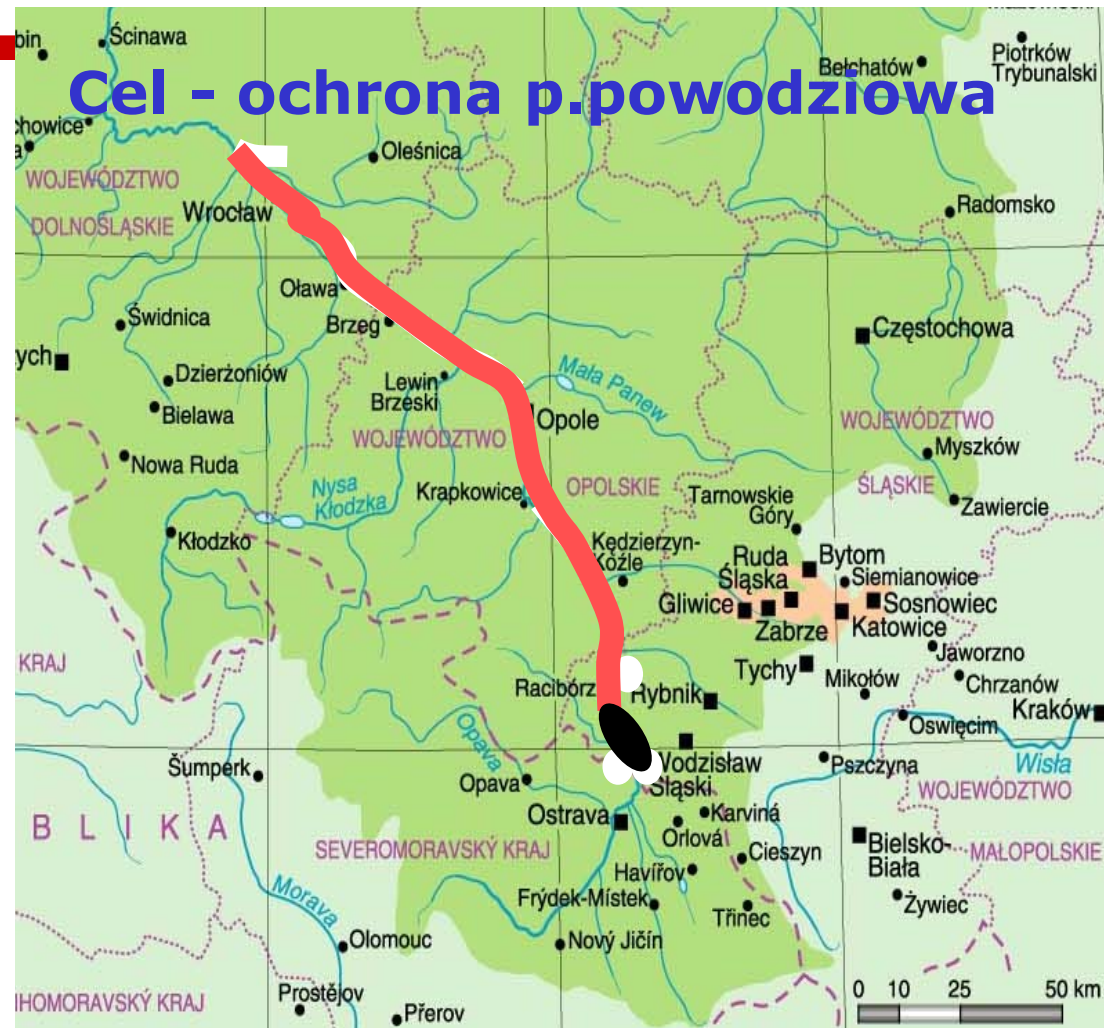 Cel - ochrona p.powodziowa
bin
Ścinawa
Bełchatów
Piotrków
Trybunalski
chowice
a
Oleśnica
WOJEWÓDZTWO
DOLNOŚLĄSKIE
Wrocław
Radomsko
Oława
Brzeg
Świdnica
ych
Częstochowa
Dzierżoniów
Bielawa
Lewin
Brzeski
Mała Panew
Opole
WOJEWÓDZTWO
OPOLSKIE
WOJEWÓDZTWO
ŚLĄSKIE
Myszków
Zawiercie
Nowa Ruda
Nysa
Kłodzka
Krapkowice
Tarnowskie
Góry
Kłodzko
Kędzierzyn-
Koźle
Ruda
Śląska
Bytom
Siemianowice
Gliwice
Sosnowiec
Zabrze
Katowice
KRAJ
Tychy
Mikołów
Jaworzno
Chrzanów
Racibórz
Rybnik
Kraków
Oświęcim
Opava
Šumperk
Opava
Wodzisław
Śląski
Pszczyna
Wisła
WOJEWÓDZTWO
MAŁOPOLSKIE
Ostrava
Karviná
Orlová
BLIKA
SEVEROMORAVSKÝ KRAJ
Cieszyn
Bielsko-
Biała
Havířov
Morava
Frýdek-Místek
Třinec
Żywiec
Olomouc
Nový Jičín
Prostějov
IHOMORAVSKÝ KRAJ
Přerov
0 10 25 50 km